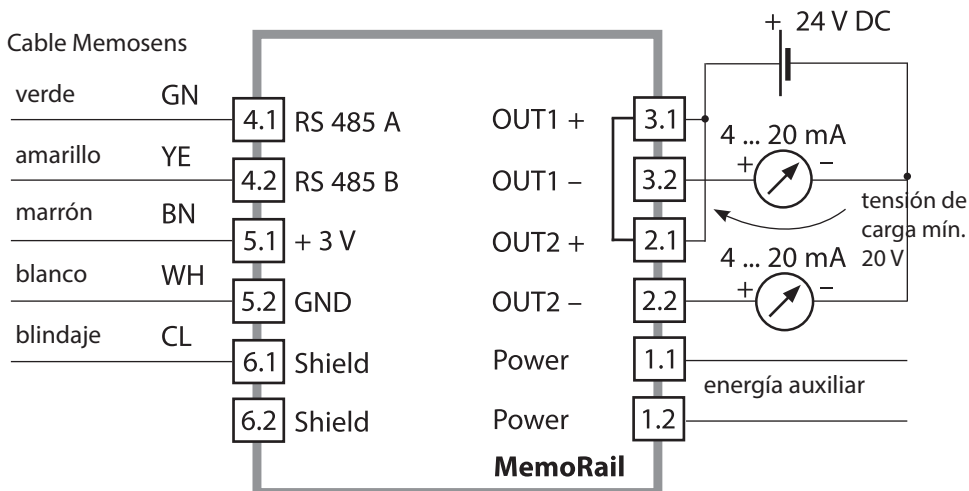 + 24 V DC
Cable Memosens
verde GN
4.1 RS 485 A
OUT1 + 3.1
4 ... 20 mA
+ –
amarillo YE
4.2 RS 485 B
OUT1 – 3.2
tensión de
carga mín.
20 V
marrón BN
5.1 + 3 V
OUT2 + 2.1
4 ... 20 mA
+ –
blanco WH
5.2 GND
OUT2 – 2.2
blindaje CL
6.1 Shield
Power 1.1
energía auxiliar
6.2 Shield
Power 1.2
MemoRail